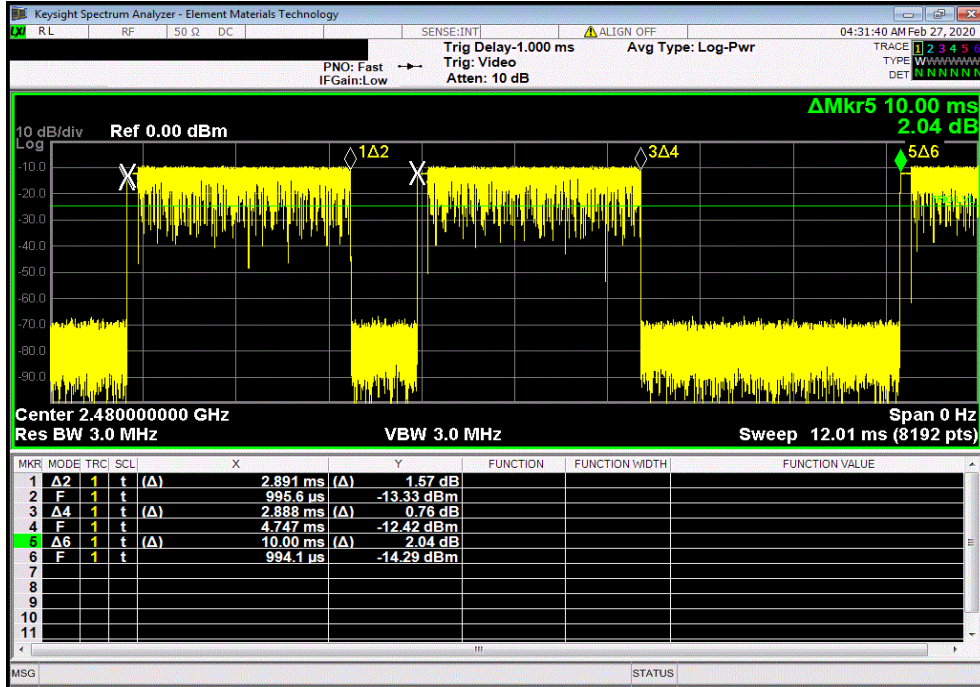 Keysight Spectrum Analyzer - Element Materials Technology
LXI RL RF 50 Ω DC SENSE:INT ALIGN OFF 04:31:40 AM Feb 27, 2020
Trig Delay-1.000 ms Avg Type: Log-Pwr TRACE 1 2 3 4 5 6
PNO: Fast Trig: Video TYPE WWWWWW
IFGain:Low Atten: 10 dB DET N N N N N N
ΔMkr5 10.00 ms
2.04 dB
10 dB/div Ref 0.00 dBm
Log
1Δ2 3Δ4 5Δ6
-10.0
-20.0
-30.0
-40.0
-50.0
-60.0
-70.0
-80.0
-90.0
Center 2.480000000 GHz Span 0 Hz
Res BW 3.0 MHz VBW 3.0 MHz Sweep 12.01 ms (8192 pts)
MKR MODE TRC SCL X Y FUNCTION FUNCTION WIDTH FUNCTION VALUE
1 Δ2 1 t (Δ) 2.891 ms (Δ) 1.57 dB
2 F 1 t 995.6 µs -13.33 dBm
3 Δ4 1 t (Δ) 2.888 ms (Δ) 0.76 dB
4 F 1 t 4.747 ms -12.42 dBm
5 Δ6 1 t (Δ) 10.00 ms (Δ) 2.04 dB
6 F 1 t 994.1 µs -14.29 dBm
7
8
9
10
11
MSG STATUS